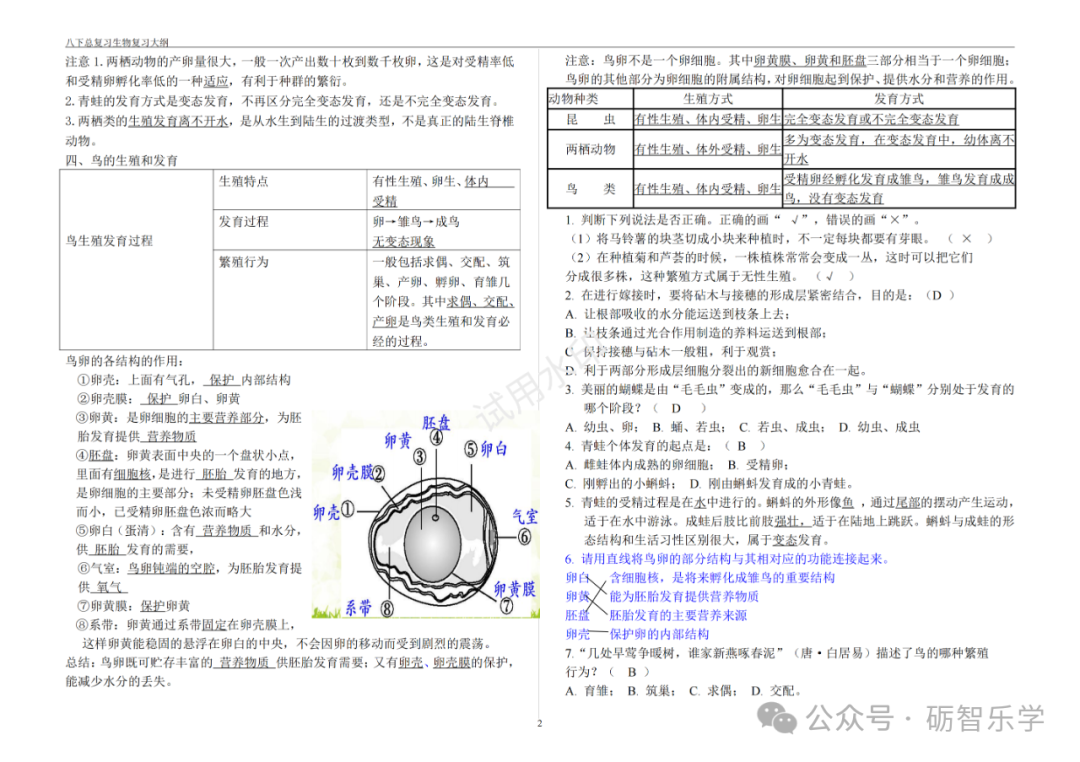 八下总复习生物复习大纲
注意 1. 两栖动物的产卵量很大，一般一次产出数十枚到数千枚卵，这是对受精率低
和受精卵孵化率低的一种适应，有利于种群的繁衍。
2. 青蛙的发育方式是变态发育，不再区分完全变态发育，还是不完全变态发育。
3. 两栖类的生殖发育离不开水，是从水生到陆生的过渡类型，不是真正的陆生脊椎
动物。
四、鸟的生殖和发育
鸟生殖发育过程
生殖特点
有性生殖、卵生、体内
受精
发育过程
卵→雏鸟→成鸟
无变态现象
繁殖行为
一般包括求偶、交配、筑
巢、产卵、孵卵、育雏几
个阶段。其中求偶、交配、
产卵是鸟类生殖和发育必
经的过程。
鸟卵的各结构的作用：
①卵壳：上面有气孔， 保护 内部结构
②卵壳膜： 保护 卵白、卵黄
③卵黄：是卵细胞的主要营养部分，为胚
胎发育提供 营养物质
④胚盘：卵黄表面中央的一个盘状小点，
里面有细胞核，是进行 胚胎 发育的地方，
是卵细胞的主要部分；未受精卵胚盘色浅
而小，已受精卵胚盘色浓而略大
⑤卵白（蛋清）：含有 营养物质 和水分，
供 胚胎 发育的需要，
⑥气室：鸟卵钝端的空腔，为胚胎发育提
供 氧气
⑦卵黄膜：保护卵黄
⑧系带：卵黄通过系带固定在卵壳膜上，
这样卵黄能稳固的悬浮在卵白的中央，不会因卵的移动而受到剧烈的震荡。
总结：鸟卵既可贮存丰富的 营养物质 供胚胎发育需要；又有卵壳、卵壳膜的保护，
能减少水分的丢失。
胚盘
④
卵黄
③
⑤卵白
卵壳膜②
卵壳①
气室
⑥
卵黄膜
⑦
系带⑧
注意：鸟卵不是一个卵细胞。其中卵黄膜、卵黄和胚盘三部分相当于一个卵细胞；
鸟卵的其他部分为卵细胞的附属结构，对卵细胞起到保护、提供水分和营养的作用。
动物种类 生殖方式 发育方式
昆 虫 有性生殖、体内受精、卵生 完全变态发育或不完全变态发育
两栖动物 有性生殖、体外受精、卵生 多为变态发育，在变态发育中，幼体离不
开水
鸟 类 有性生殖、体内受精、卵生 受精卵经孵化发育成雏鸟，雏鸟发育成成
鸟，没有变态发育
1. 判断下列说法是否正确。正确的画“ √”，错误的画“×”。
（1）将马铃薯的块茎切成小块来种植时，不一定每块都要有芽眼。 （ × ）
（2）在种植菊和芦荟的时候，一株植株常常会变成一丛，这时可以把它们
分成很多株，这种繁殖方式属于无性生殖。 （√ ）
2. 在进行嫁接时，要将砧木与接穗的形成层紧密结合，目的是：（D ）
A. 让根部吸收的水分能运送到枝条上去；
B. 让枝条通过光合作用制造的养料运送到根部；
C. 保持接穗与砧木一般粗，利于观赏；
D. 利于两部分形成层细胞分裂出的新细胞愈合在一起。
3. 美丽的蝴蝶是由“毛毛虫”变成的，那么“毛毛虫”与“蝴蝶”分别处于发育的
哪个阶段？（ D ）
A. 幼虫、卵； B. 蛹、若虫； C. 若虫、成虫； D. 幼虫、成虫
4. 青蛙个体发育的起点是：（ B ）
A. 雌蛙体内成熟的卵细胞； B. 受精卵；
C. 刚孵出的小蝌蚪； D. 刚由蝌蚪发育成的小青蛙。
5. 青蛙的受精过程是在水中进行的。蝌蚪的外形像鱼 ，通过尾部的摆动产生运动，
适于在水中游泳。成蛙后肢比前肢强壮，适于在陆地上跳跃。蝌蚪与成蛙的形
态结构和生活习性区别很大，属于变态发育。
6. 请用直线将鸟卵的部分结构与其相对应的功能连接起来。
卵白 含细胞核，是将来孵化成雏鸟的重要结构
卵黄 能为胚胎发育提供营养物质
胚盘 胚胎发育的主要营养来源
卵壳 保护卵的内部结构
7.“几处早莺争暖树，谁家新燕啄春泥”（唐·白居易）描述了鸟的哪种繁殖
行为？（ B ）
A. 育雏； B. 筑巢； C. 求偶； D. 交配。
试用水印
2
公众号·砺智乐学